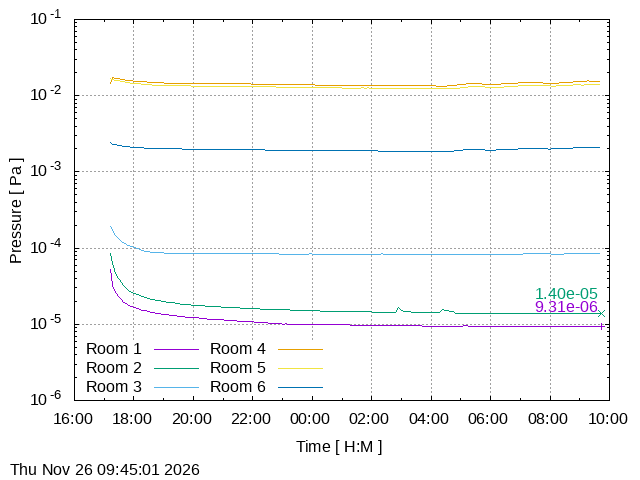 10^-1
10^-2
10^-3
10^-4
10^-5
10^-6
Pressure [ Pa ]
1.40e-05
9.31e-06
Room 1 Room 4
Room 2 Room 5
Room 3 Room 6
16:00 18:00 20:00 22:00 00:00 02:00 04:00 06:00 08:00 10:00
Time [ H:M ]
Thu Nov 26 09:45:01 2026